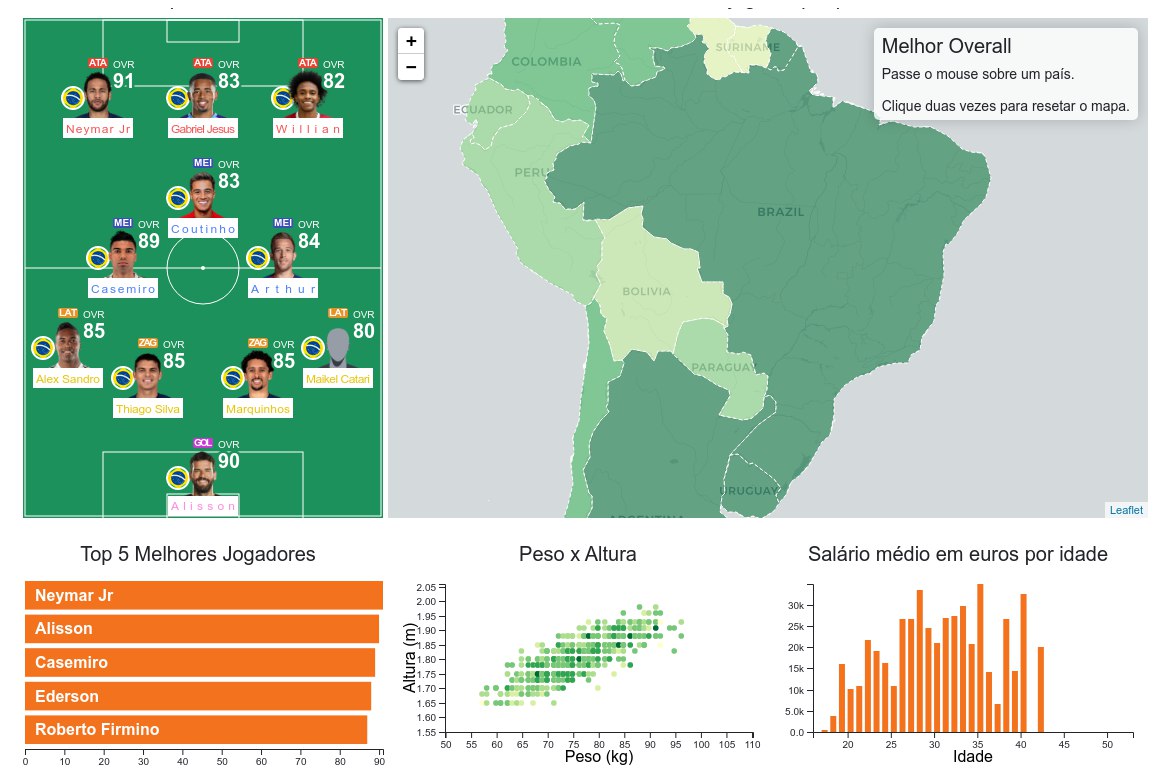 ATA OVR
91
Neymar Jr
ATA OVR
83
Gabriel Jesus
ATA OVR
82
Willian
MEI OVR
83
Coutinho
MEI OVR
89
Casemiro
MEI OVR
84
Arthur
LAT OVR
85
Alex Sandro
ZAG OVR
85
Thiago Silva
ZAG OVR
85
Marquinhos
LAT OVR
80
Maikel Catari
GOL OVR
90
Alisson
+
−
COLOMBIA
SURINAME
ECUADOR
PERU
BRAZIL
BOLIVIA
PARAGUAY
URUGUAY
ARGENTINA
Melhor Overall
Passe o mouse sobre um país.
Clique duas vezes para resetar o mapa.
Leaflet
Top 5 Melhores Jogadores
Neymar Jr
Alisson
Casemiro
Ederson
Roberto Firmino
0 10 20 30 40 50 60 70 80 90
Peso x Altura
Altura (m)
2.05
2.00
1.95
1.90
1.85
1.80
1.75
1.70
1.65
1.60
1.55
50 55 60 65 70 75 80 85 90 95 100 105 110
Peso (kg)
Salário médio em euros por idade
30k
25k
20k
15k
10k
5.0k
0.0
20 25 30 35 40 45 50
Idade